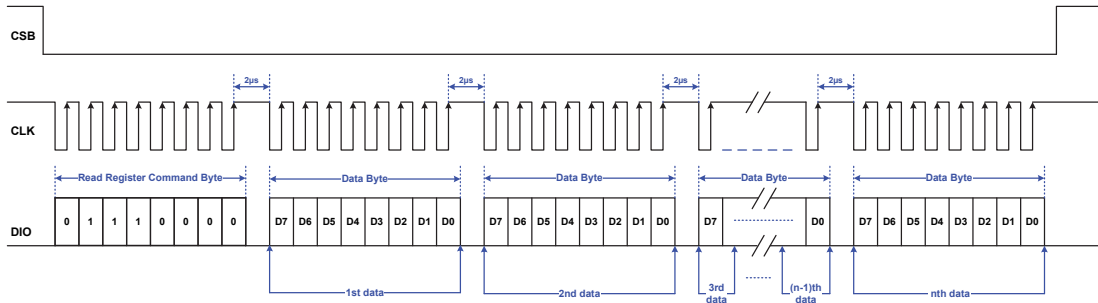 CSB
2μs 2μs 2μs 2μs
CLK
Read Register Command Byte Data Byte Data Byte Data Byte Data Byte
DIO 0 1 1 1 0 0 0 0 D7 D6 D5 D4 D3 D2 D1 D0 D7 D6 D5 D4 D3 D2 D1 D0 D7 D0 D7 D6 D5 D4 D3 D2 D1 D0
1st data 2nd data 3rd data (n-1)th data nth data